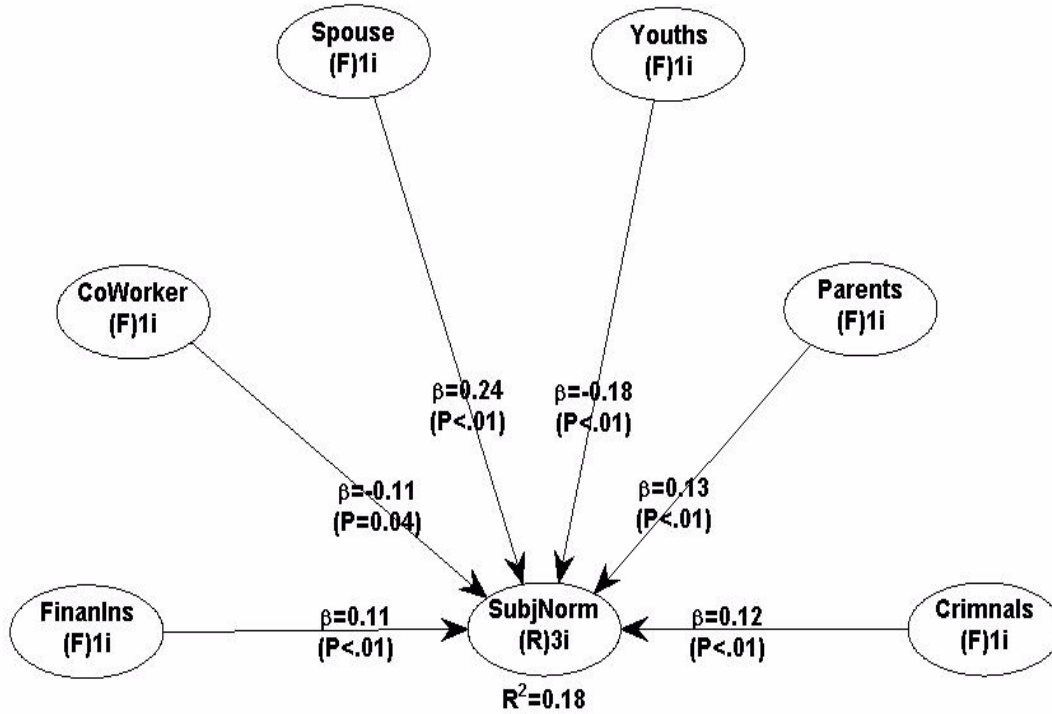 Spouse
(F)1i
Youths
(F)1i
CoWorker
(F)1i
Parents
(F)1i
β=0.24
(P<.01)
β=-0.18
(P<.01)
β=-0.11
(P=0.04)
β=0.13
(P<.01)
FinanIns
(F)1i
β=0.11
(P<.01)
SubjNorm
(R)3i
β=0.12
(P<.01)
Crimnals
(F)1i
R²=0.18